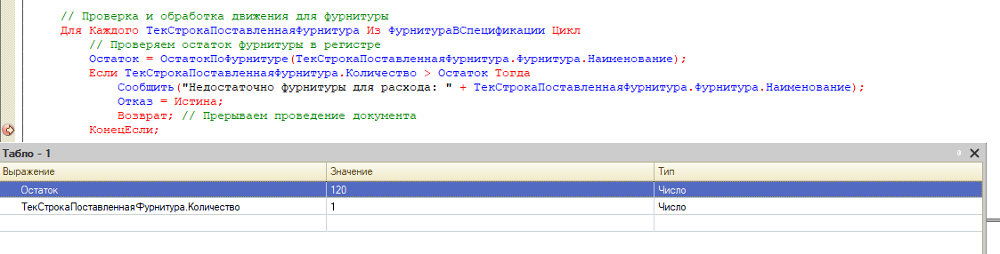 // Проверка и обработка движения для фурнитуры
Для Каждого ТекСтрокаПоставленнаяФурнитура Из ФурнитураВСпецификации Цикл
// Проверяем остаток фурнитуры в регистре
Остаток = ОстатокПоФурнитуре(ТекСтрокаПоставленнаяФурнитура.Фурнитура.Наименование);
Если ТекСтрокаПоставленнаяФурнитура.Количество > Остаток Тогда
Сообщить("Недостаточно фурнитуры для расхода: " + ТекСтрокаПоставленнаяФурнитура.Фурнитура.Наименование);
Отказ = Истина;
Возврат; // Прерываем проведение документа
КонецЕсли;
Табло - 1
Выражение Значение Тип
Остаток 120 Число
ТекСтрокаПоставленнаяФурнитура.Количество 1 Число